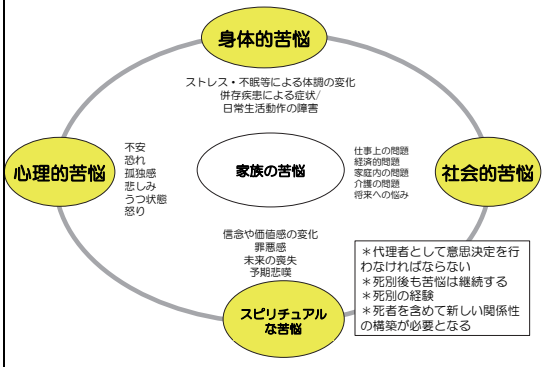 身体的苦悩
ストレス・不眠等による体調の変化
併存疾患による症状/
日常生活動作の障害
心理的苦悩
不安
恐れ
孤独感
悲しみ
うつ状態
怒り
家族の苦悩
仕事上の問題
経済的問題
家庭内の問題
介護の問題
将来への悩み
社会的苦悩
信念や価値感の変化
罪悪感
未来の喪失
予期悲嘆
スピリチュアル
な苦悩
＊代理者として意思決定を行
わなければならない
＊死別後も苦悩は継続する
＊死別の経験
＊死者を含めて新しい関係性
の構築が必要となる